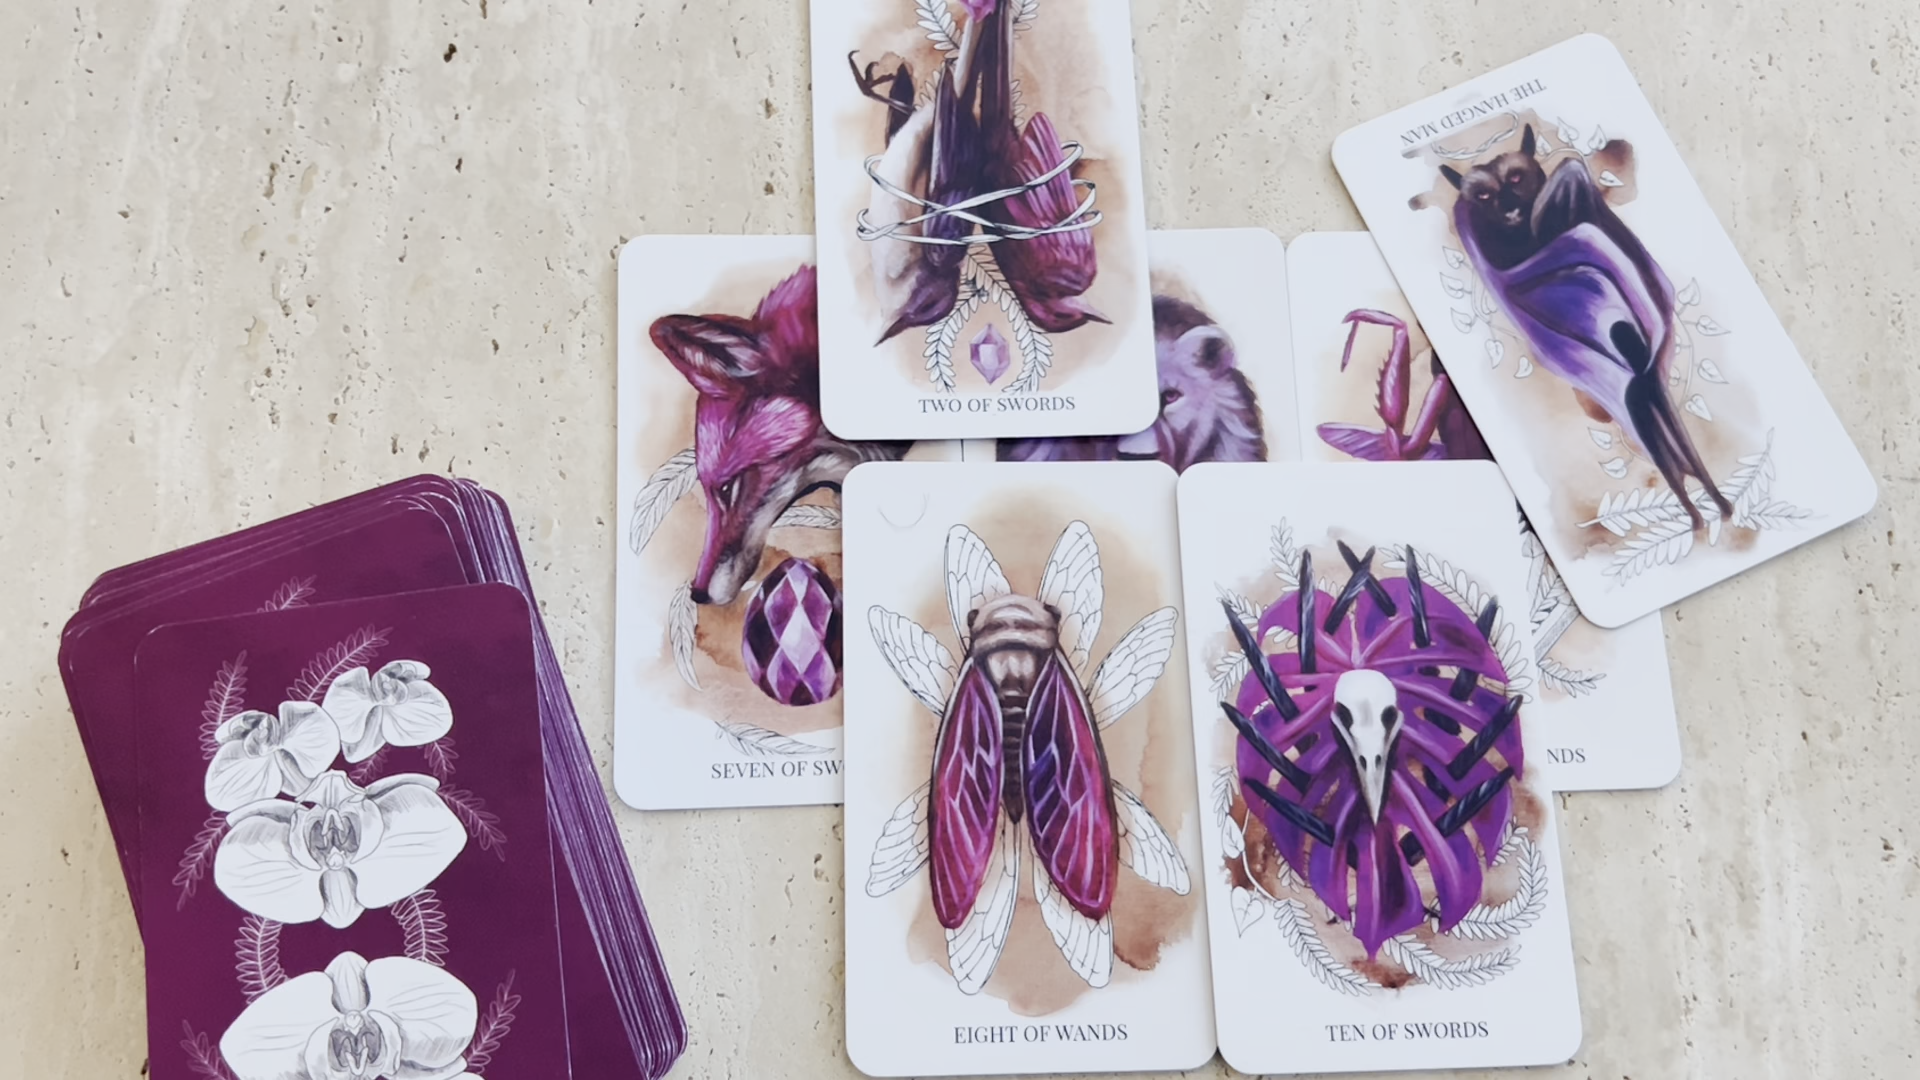 THE HANGED MAN
TWO OF SWORDS
SEVEN OF SW
NDS
EIGHT OF WANDS
TEN OF SWORDS